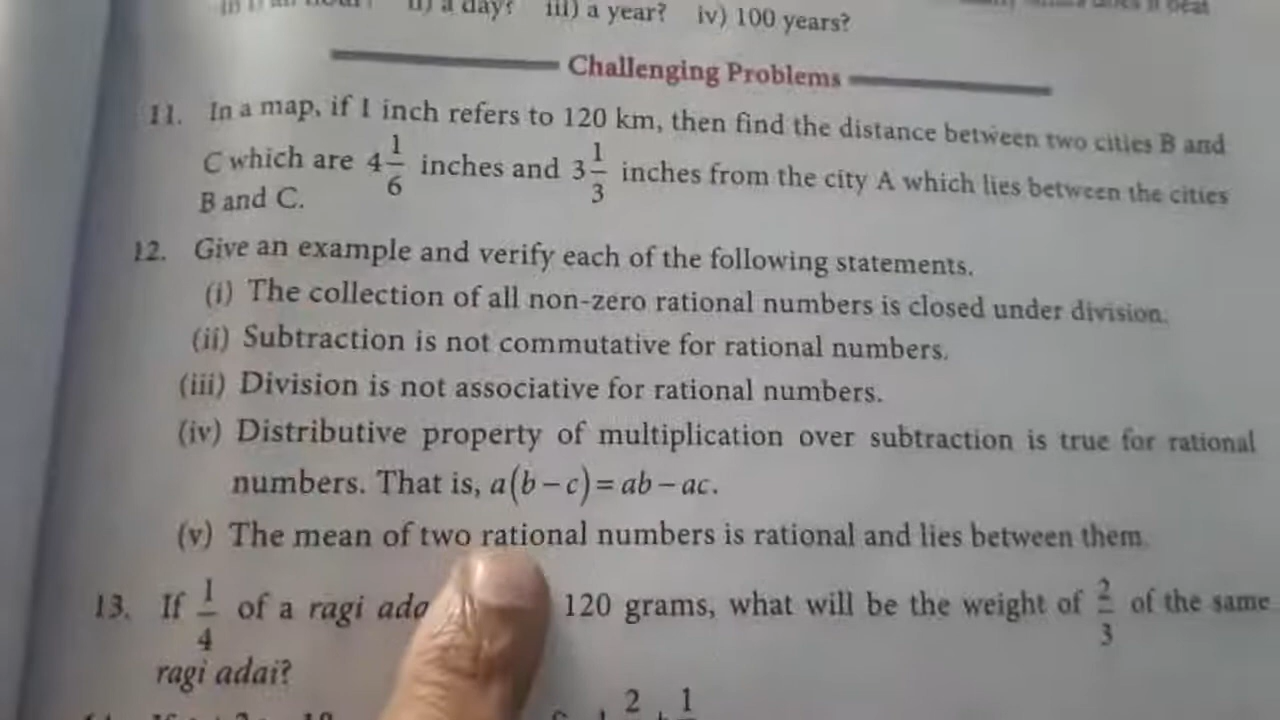 a day? iii) a year? iv) 100 years?
Challenging Problems
11. In a map, if 1 inch refers to 120 km, then find the distance between two cities B and
C which are 4 1/6 inches and 3 1/3 inches from the city A which lies between the cities
B and C.
12. Give an example and verify each of the following statements.
(i) The collection of all non-zero rational numbers is closed under division.
(ii) Subtraction is not commutative for rational numbers.
(iii) Division is not associative for rational numbers.
(iv) Distributive property of multiplication over subtraction is true for rational
numbers. That is, a(b – c) = ab – ac.
(v) The mean of two rational numbers is rational and lies between them.
13. If 1/4 of a ragi ada 120 grams, what will be the weight of 2/3 of the same
ragi adai?
2 1